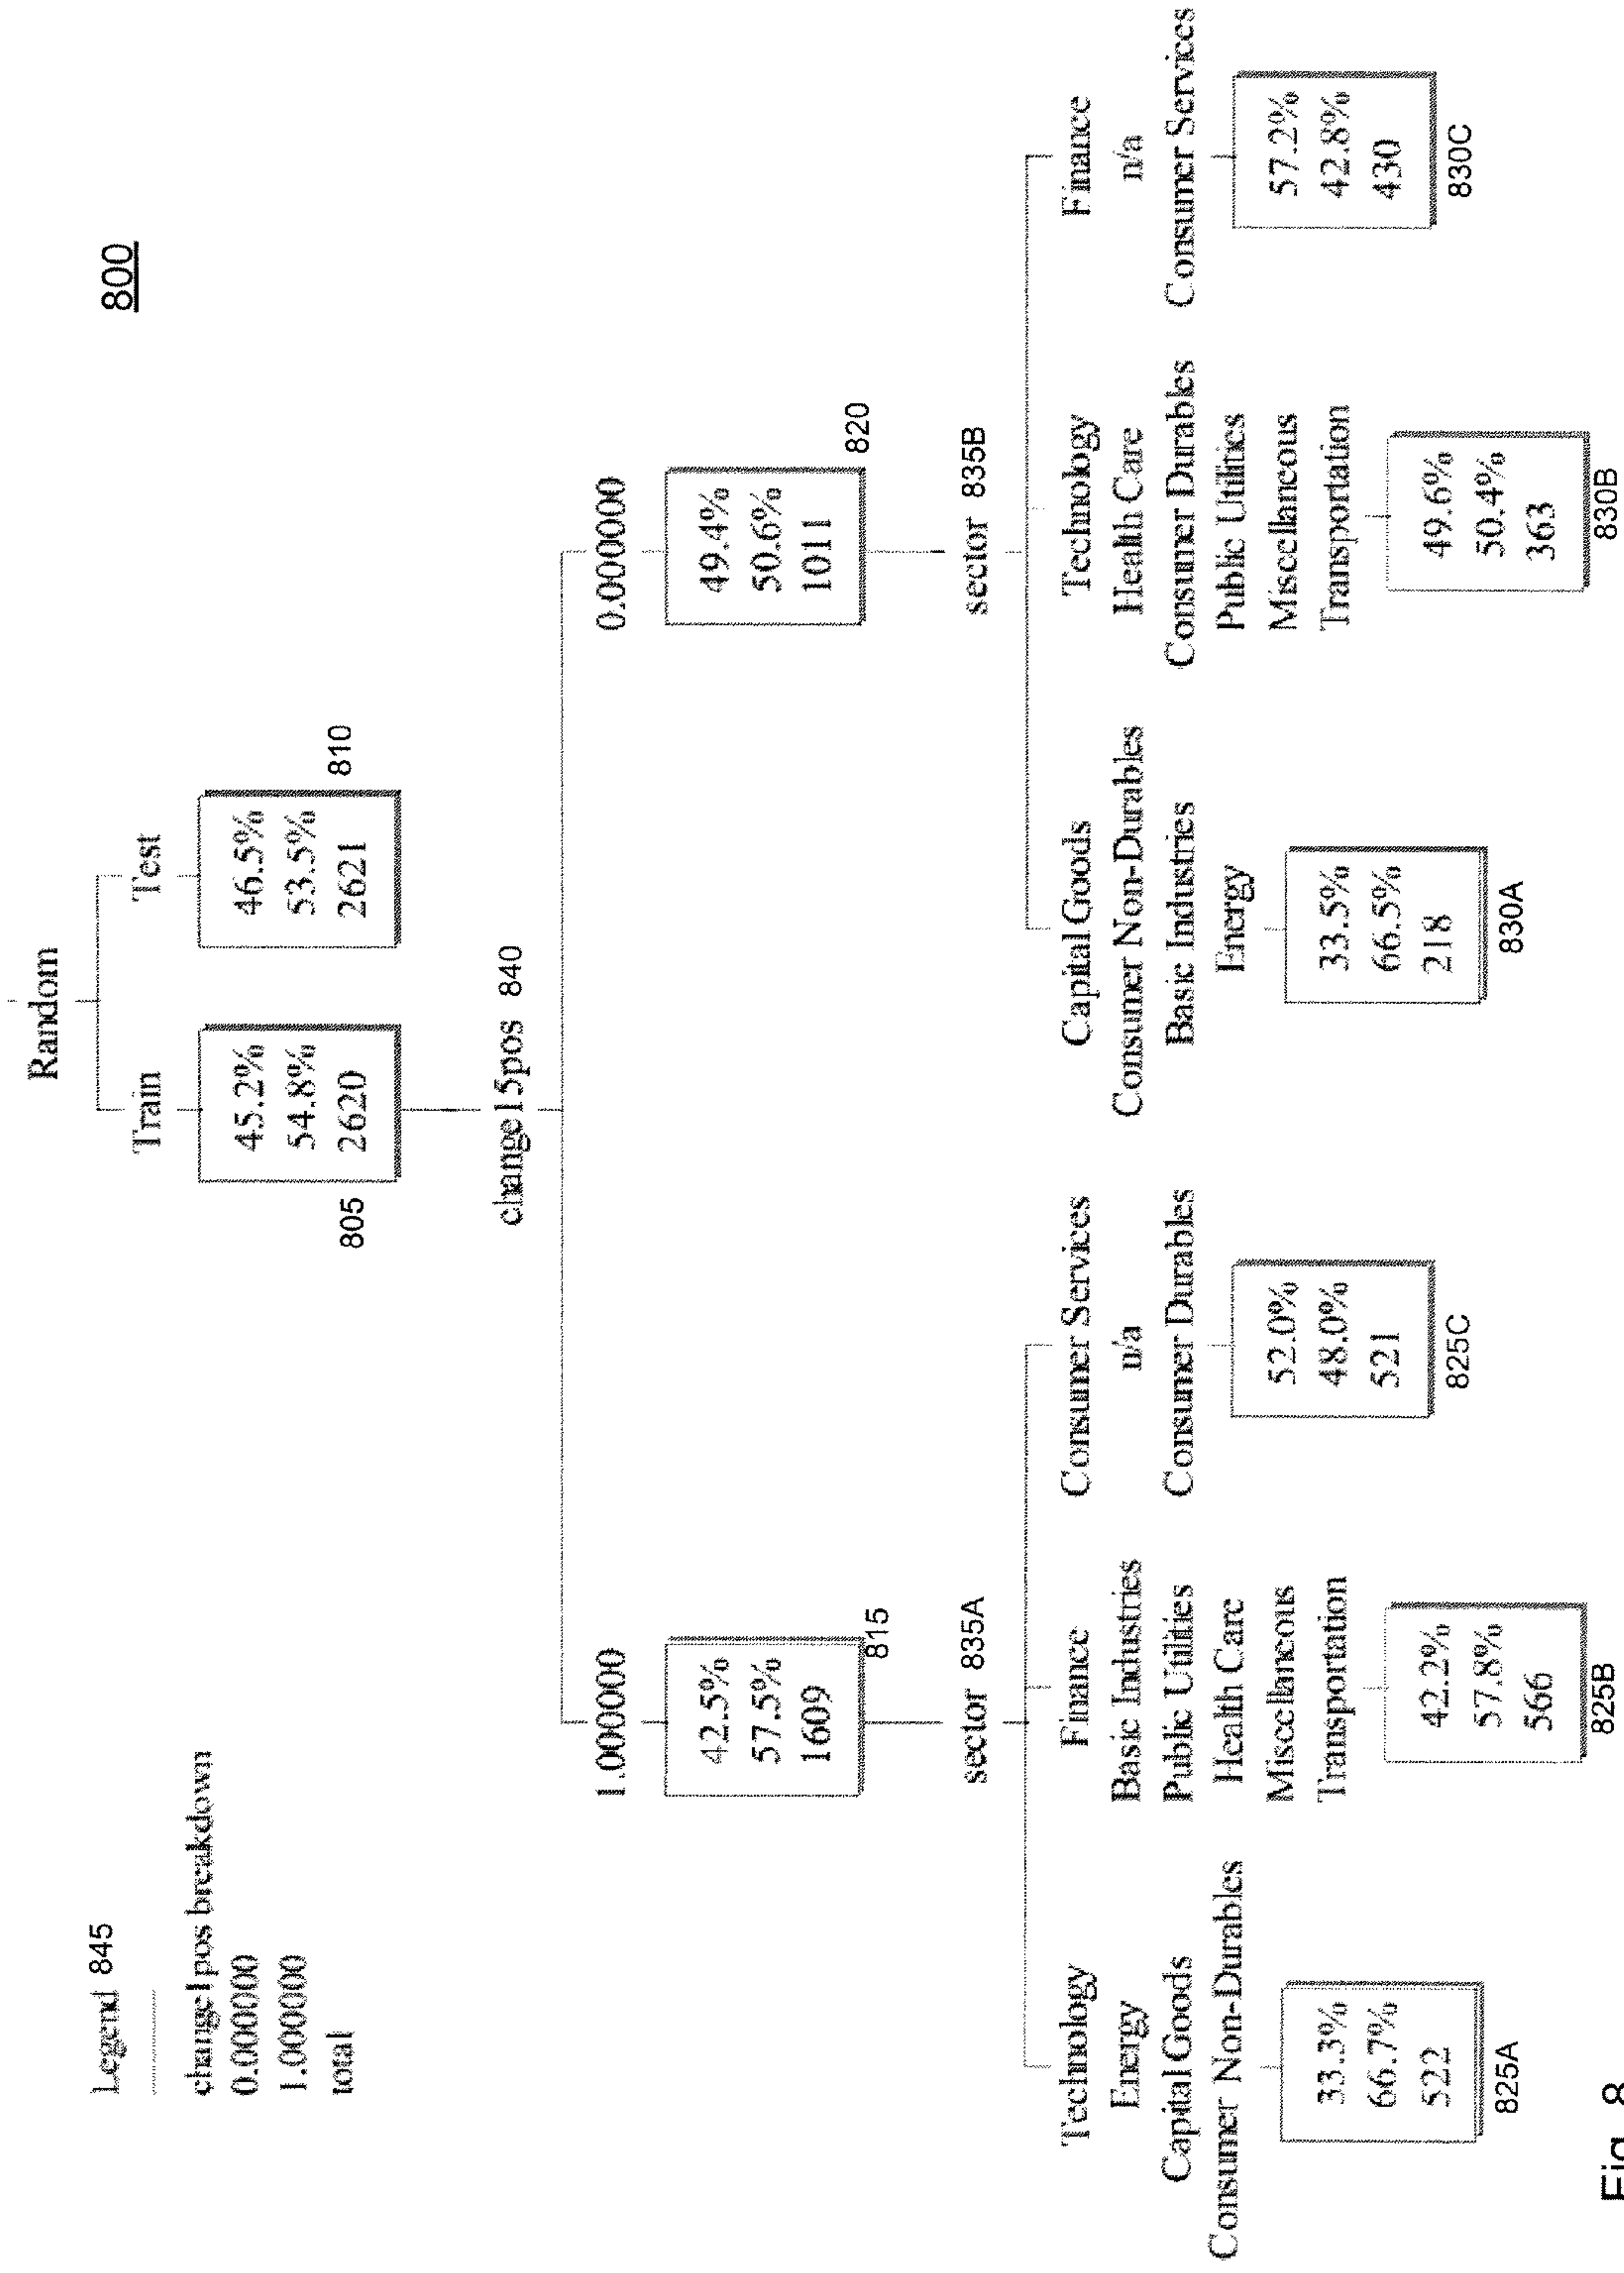 800
Legend 845
change1pos breakdown
0.000000
1.000000
total
Random
Train
Test
45.2%
54.8%
2620
805
46.5%
53.5%
2621
810
change15pos 840
1.000000
42.5%
57.5%
1609
815
0.000000
49.4%
50.6%
1011
820
sector 835A
Technology
Energy
Capital Goods
Consumer Non-Durables
33.3%
66.7%
522
825A
Finance
Basic Industries
Public Utilities
Health Care
Miscellaneous
Transportation
42.2%
57.8%
566
825B
Consumer Services
n/a
Consumer Durables
52.0%
48.0%
521
825C
sector 835B
Capital Goods
Consumer Non-Durables
Basic Industries
Energy
33.5%
66.5%
218
830A
Technology
Health Care
Consumer Durables
Public Utilities
Miscellaneous
Transportation
49.6%
50.4%
363
830B
Finance
n/a
Consumer Services
57.2%
42.8%
430
830C
Fig. 8